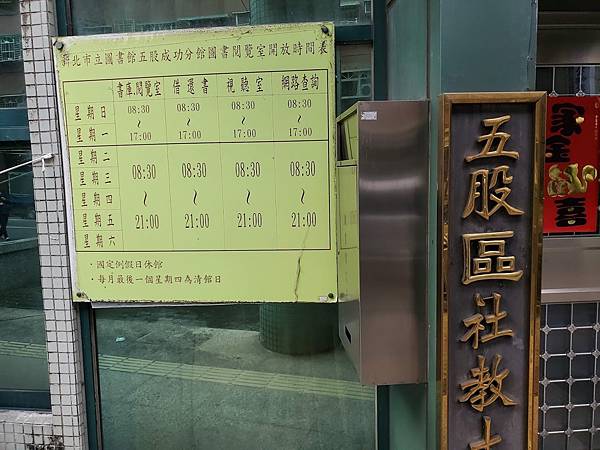 新北市立圖書館五股成功分館圖書閱覽室開放時間表
書庫閱覽室 借還書 視聽室 網路查詢
星期日 08:30 08:30 08:30 08:30
~ ~ ~ ~
星期一 17:00 17:00 17:00 17:00
星期二
星期三 08:30 08:30 08:30 08:30
星期四 ~ ~ ~ ~
星期五 21:00 21:00 21:00 21:00
星期六
·國定例假日休館
·每月最後一個星期四為清館日
五股區社教